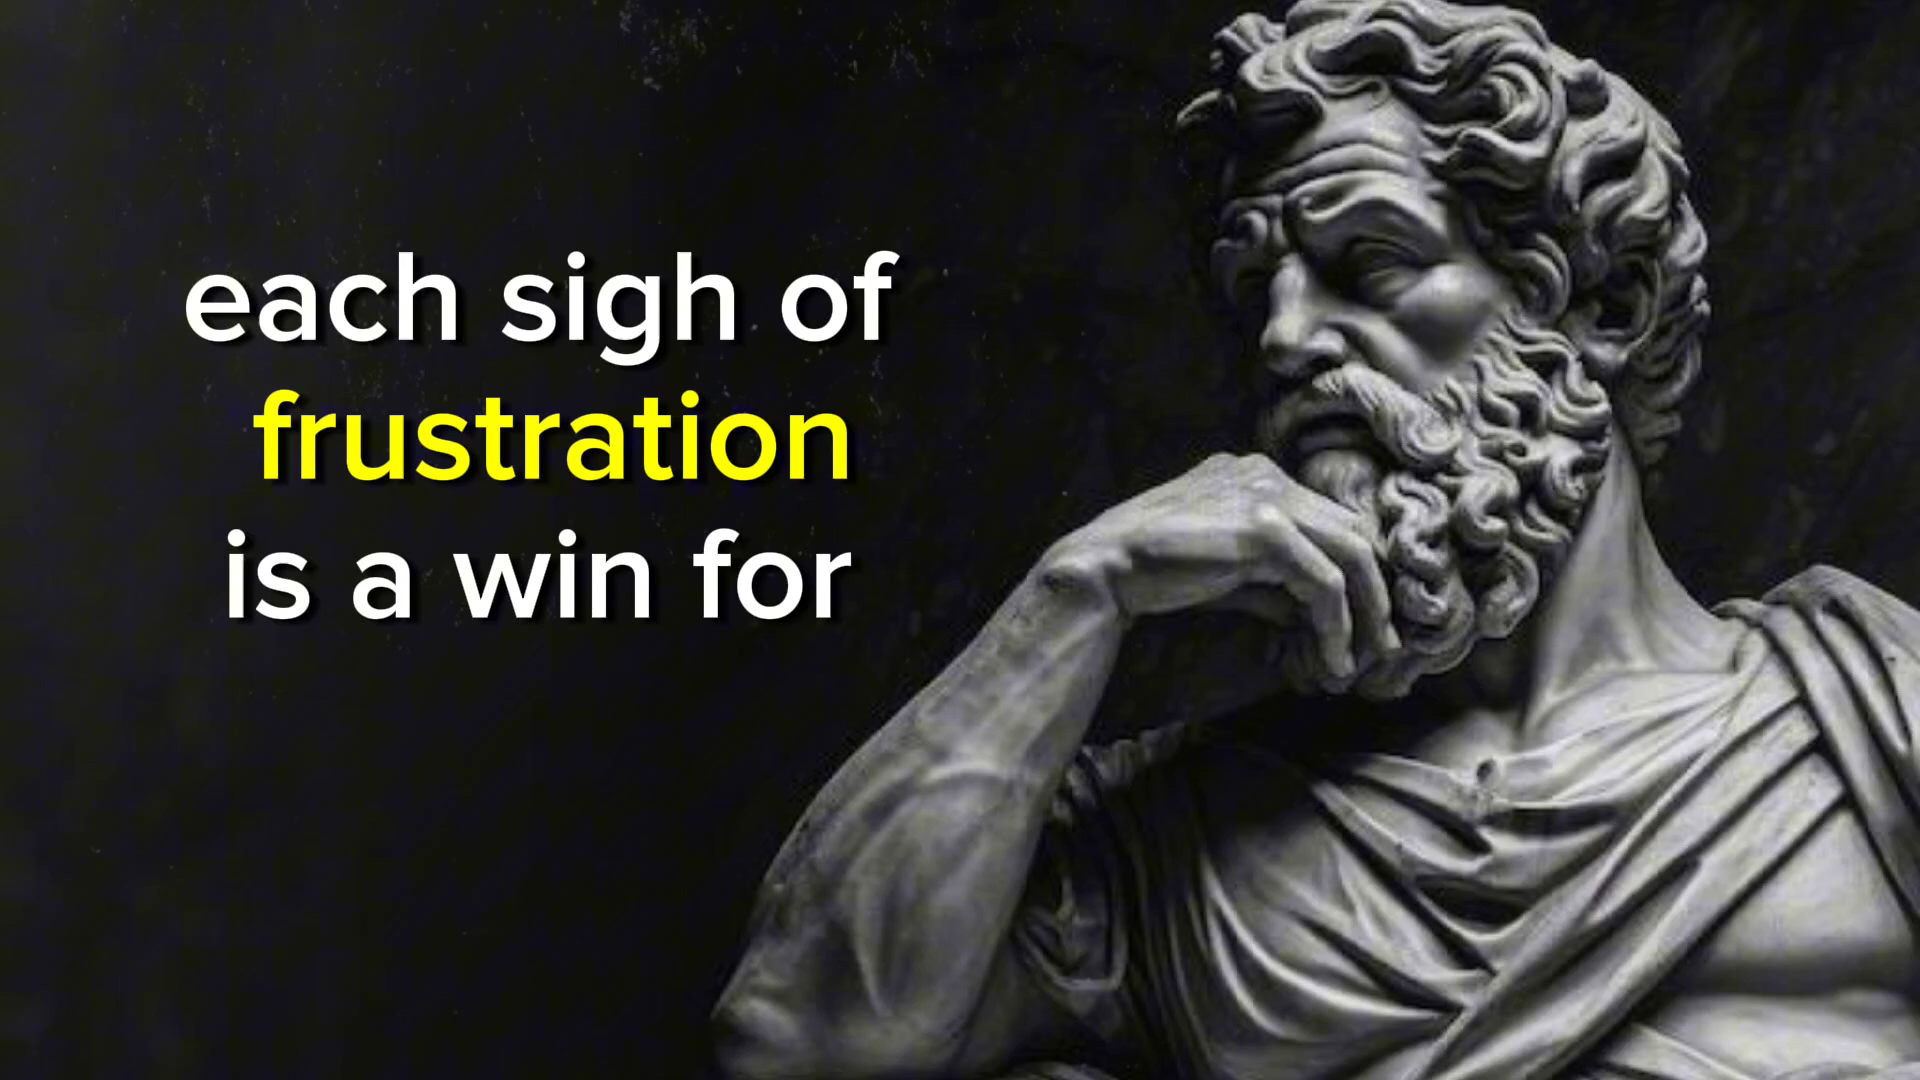 each sigh of
frustration
is a win for